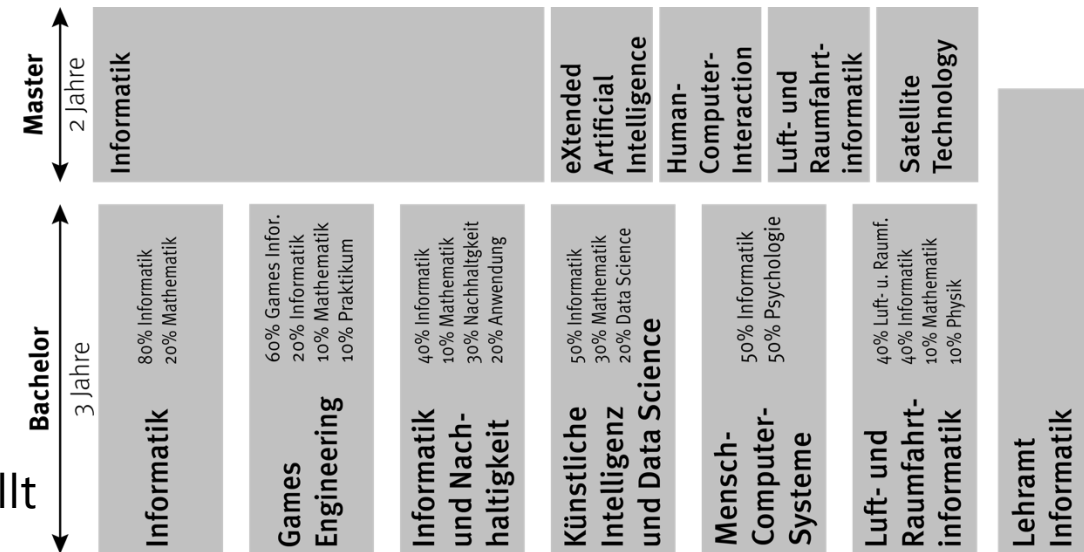 Master
2 Jahre
Informatik
eXtended
Artificial
Intelligence
Human-
Computer-
Interaction
Luft- und
Raumfahrt-
informatik
Satellite
Technology
Bachelor
3 Jahre
Informatik
80% Informatik
20% Mathematik
Games
Engineering
60% Games Infor.
20% Informatik
10% Mathematik
10% Praktikum
Informatik
und Nach-
haltigkeit
40% Informatik
10% Mathematik
30% Nachhaltgkeit
20% Anwendung
Künstliche
Intelligenz
und Data Science
50% Informatik
30% Mathematik
20% Data Science
Mensch-
Computer-
Systeme
50% Informatik
50% Psychologie
Luft- und
Raumfahrt-
informatik
40% Luft- u. Raumf.
40% Informatik
10% Mathematik
10% Physik
Lehramt
Informatik
llt